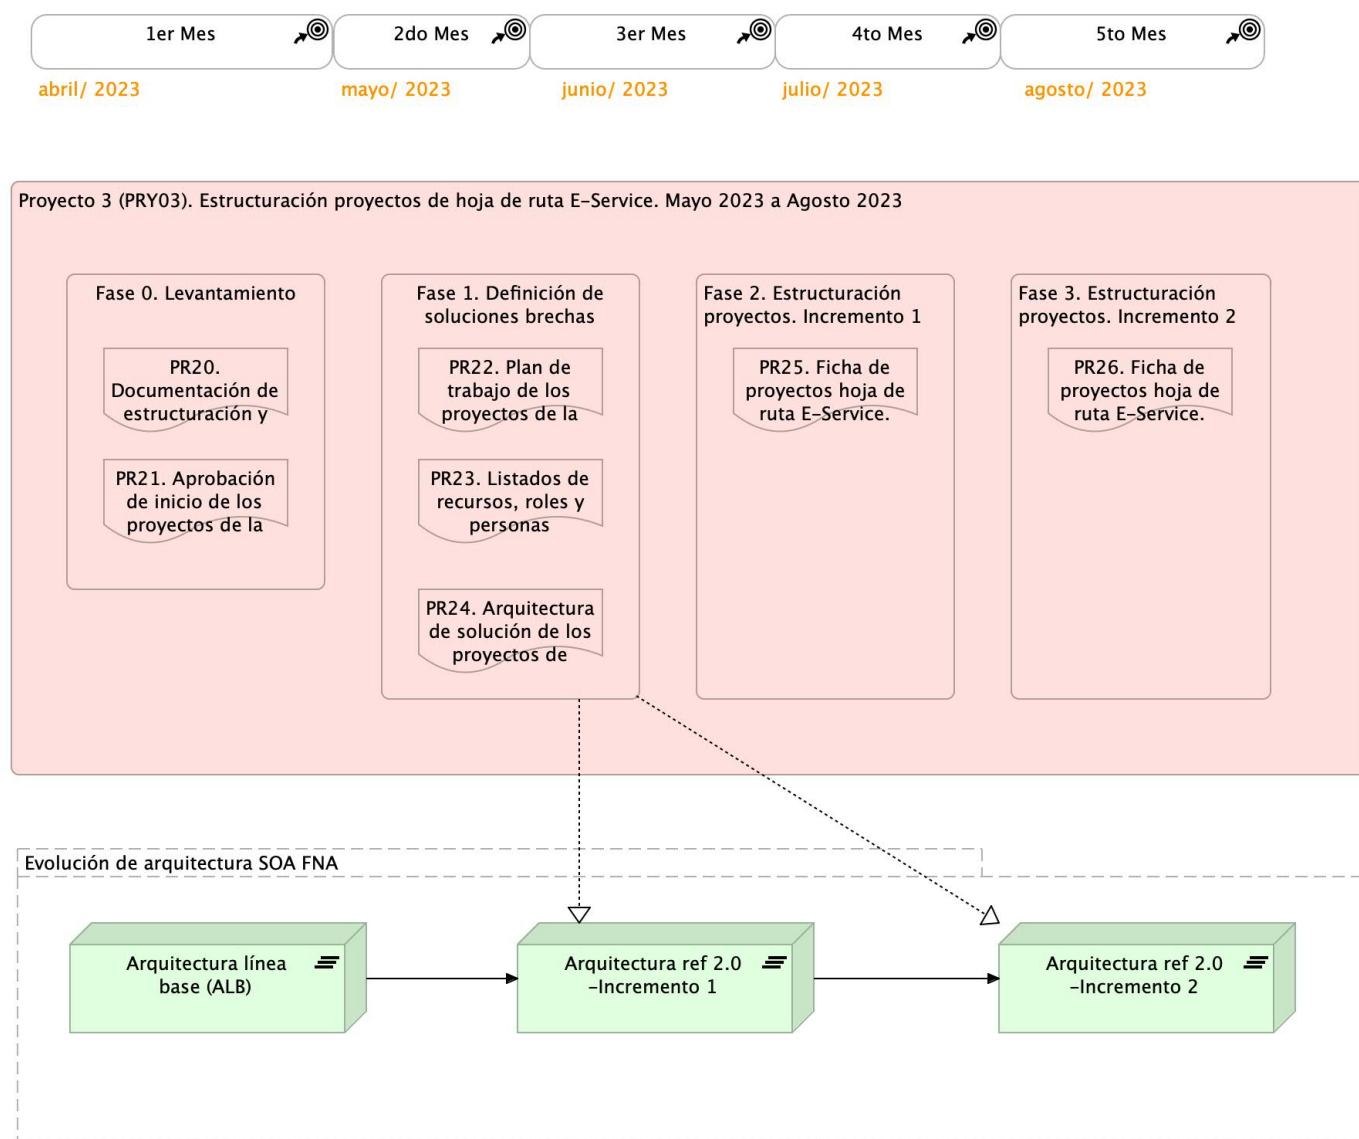 1er Mes
2do Mes
3er Mes
4to Mes
5to Mes
abril/ 2023
mayo/ 2023
junio/ 2023
julio/ 2023
agosto/ 2023
Proyecto 3 (PRY03). Estructuración proyectos de hoja de ruta E-Service. Mayo 2023 a Agosto 2023
Fase 0. Levantamiento
PR20.
Documentación de
estructuración y
PR21. Aprobación
de inicio de los
proyectos de la
Fase 1. Definición de
soluciones brechas
PR22. Plan de
trabajo de los
proyectos de la
PR23. Listados de
recursos, roles y
personas
PR24. Arquitectura
de solución de los
proyectos de
Fase 2. Estructuración
proyectos. Incremento 1
PR25. Ficha de
proyectos hoja de
ruta E-Service.
Fase 3. Estructuración
proyectos. Incremento 2
PR26. Ficha de
proyectos hoja de
ruta E-Service.
Evolución de arquitectura SOA FNA
Arquitectura línea
base (ALB)
Arquitectura ref 2.0
-Incremento 1
Arquitectura ref 2.0
-Incremento 2